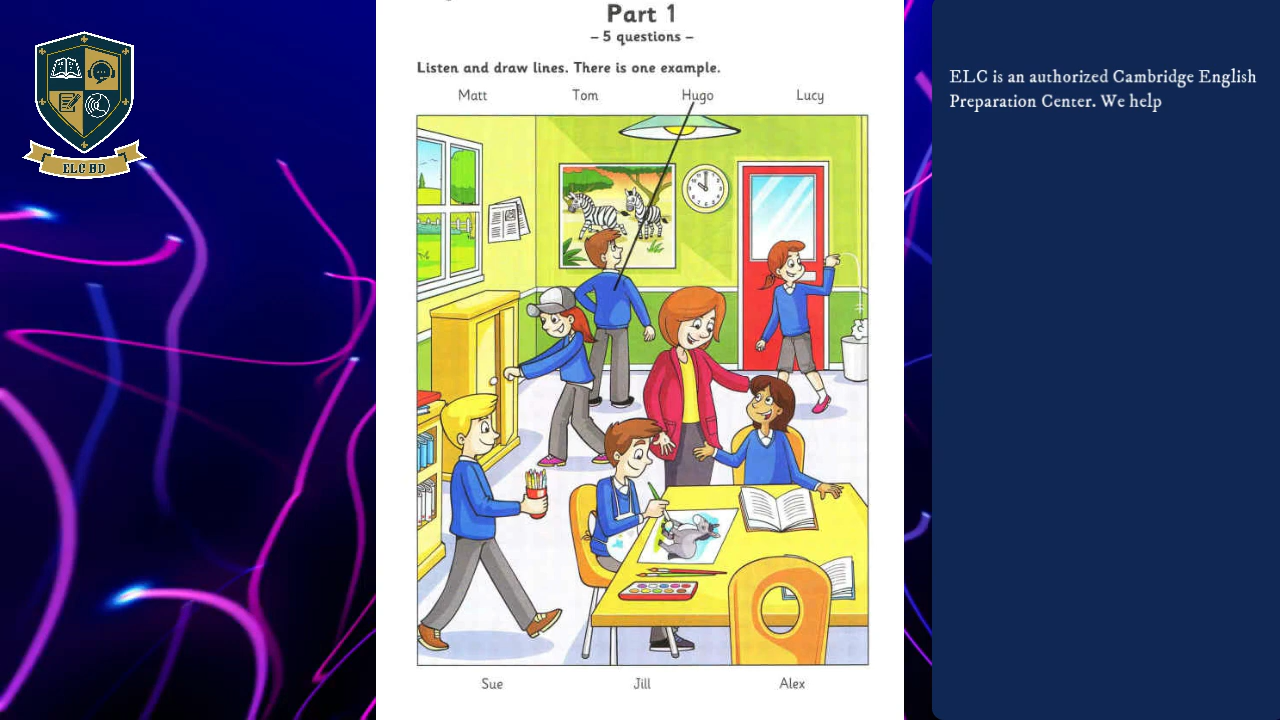 ELC BD
Part 1
– 5 questions –
Listen and draw lines. There is one example.
Matt Tom Hugo Lucy
Sue Jill Alex
ELC is an authorized Cambridge English
Preparation Center. We help